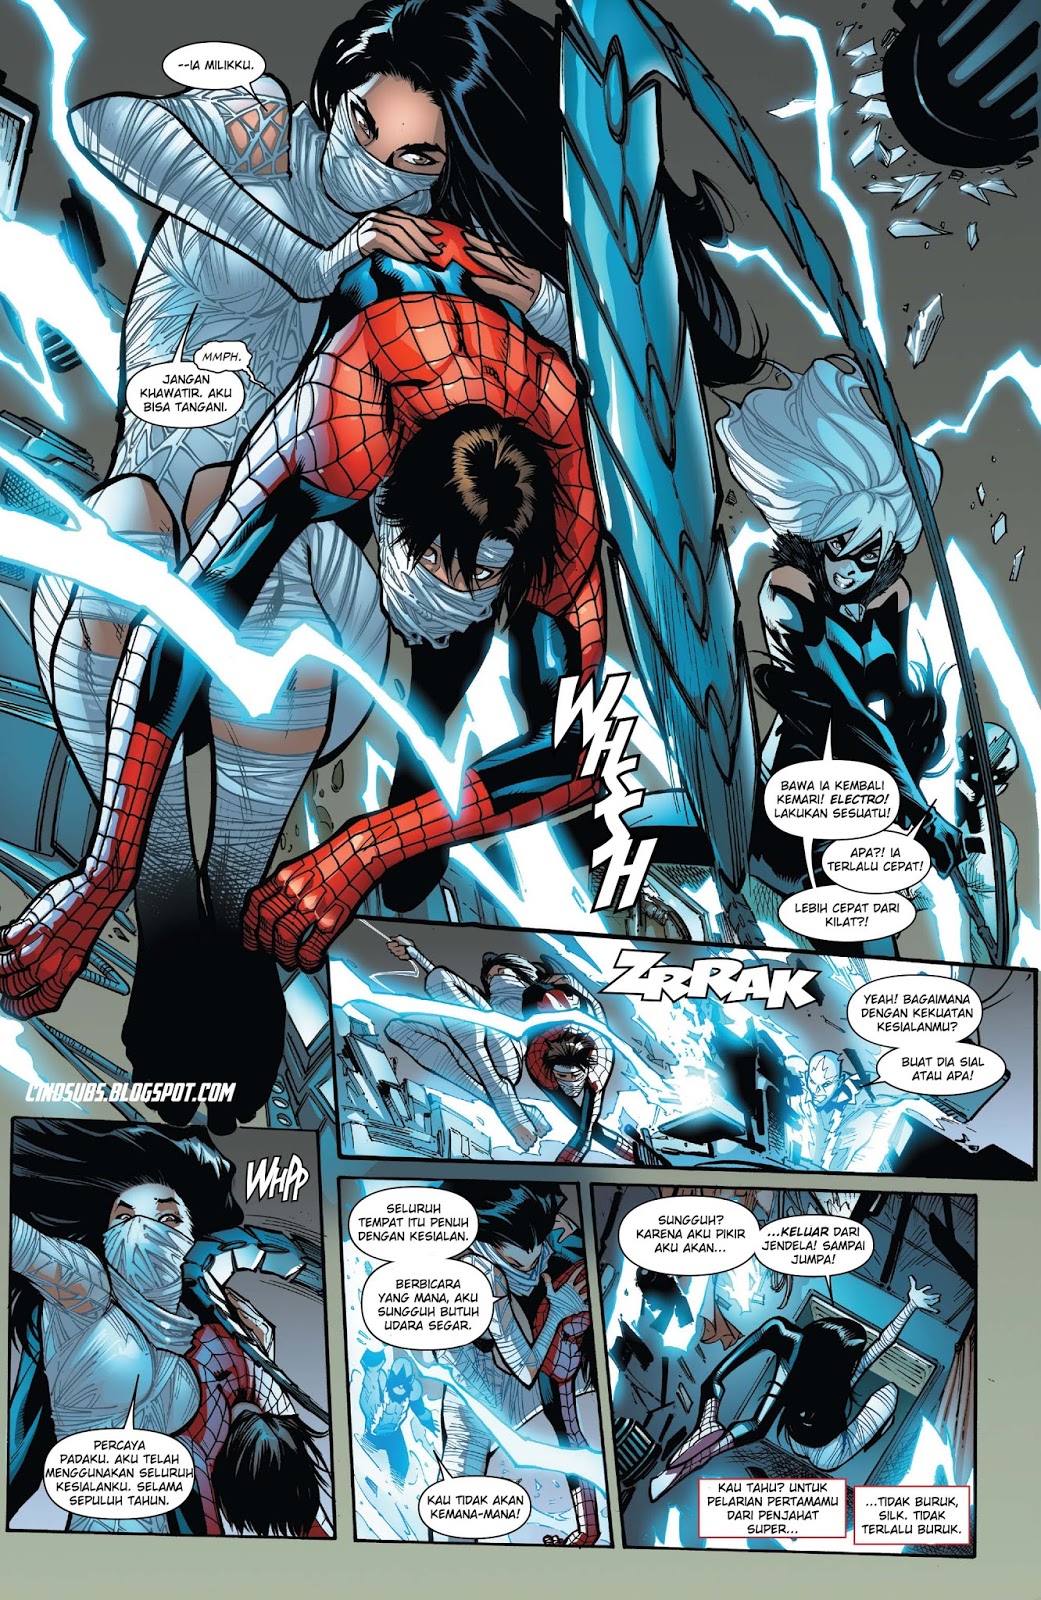 --IA MILIKKU.
MMPH.
JANGAN
KHAWATIR. AKU
BISA TANGANI.
WHSSH
BAWA IA KEMBALI
KEMARI! ELECTRO!
LAKUKAN SESUATU!
APA?! IA
TERLALU CEPAT!
LEBIH CEPAT DARI
KILAT?!
ZRRRAK
YEAH! BAGAIMANA
DENGAN KEKUATAN
KESIALANMU?
BUAT DIA SIAL
ATAU APA!
CINOSUBS.BLOGSPOT.COM
WHPP
PERCAYA
PADAKU. AKU TELAH
MENGGUNAKAN SELURUH
KESIALANKU. SELAMA
SEPULUH TAHUN.
SELURUH
TEMPAT ITU PENUH
DENGAN KESIALAN.
BERBICARA
YANG MANA, AKU
SUNGGUH BUTUH
UDARA SEGAR.
KAU TIDAK AKAN
KEMANA-MANA!
SUNGGUH?
KARENA AKU PIKIR
AKU AKAN...
...KELUAR DARI
JENDELA! SAMPAI
JUMPA!
KAU TAHU? UNTUK
PELARIAN PERTAMAMU
DARI PENJAHAT
SUPER...
...TIDAK BURUK,
SILK. TIDAK
TERLALU BURUK.